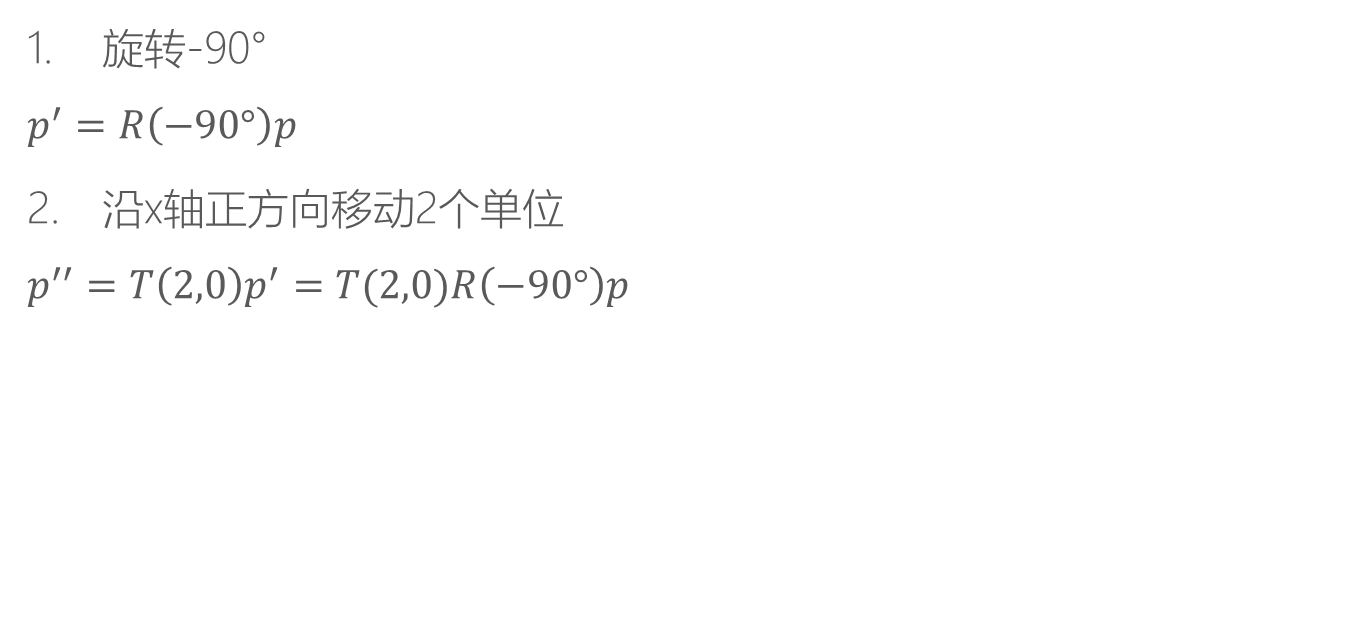 1. 旋转-90°
p′ = R(−90°)p
2. 沿x轴正方向移动2个单位
p′′ = T(2,0)p′ = T(2,0)R(−90°)p